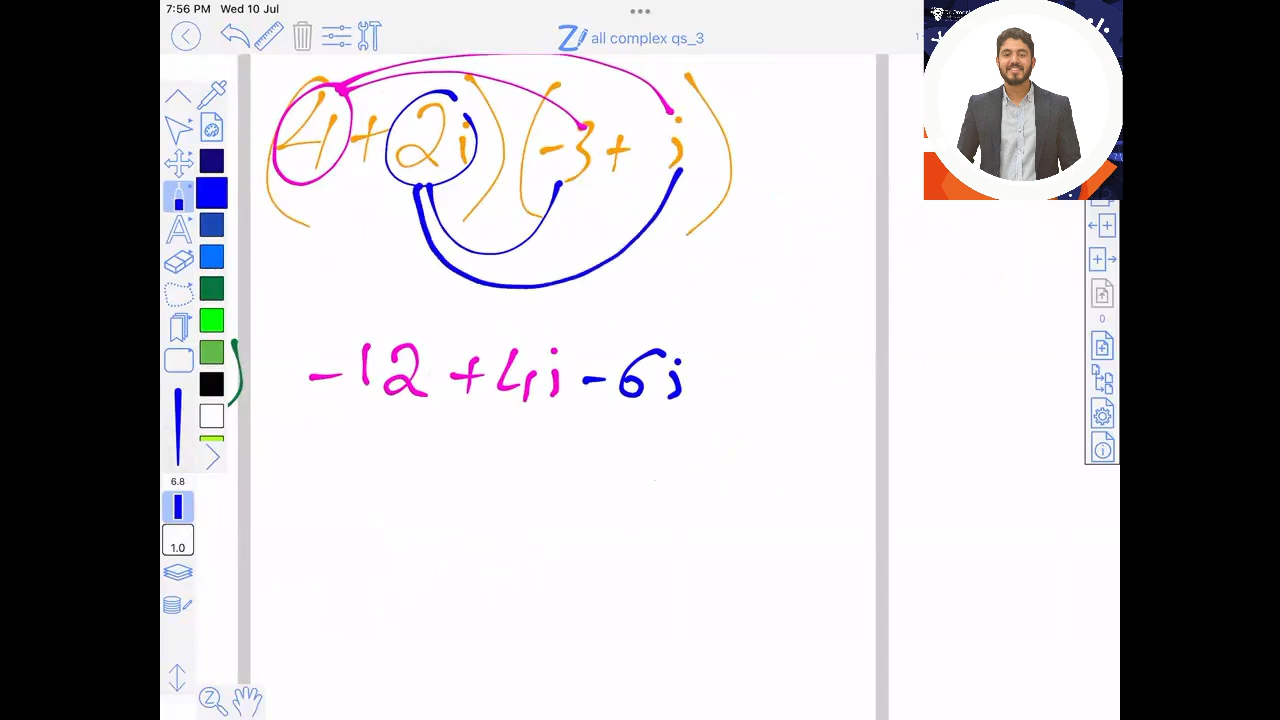 7:56 PM Wed 10 Jul
all complex qs_3
(4+2i)(-3+i)
-12+4i-6i
6.8
1.0
0